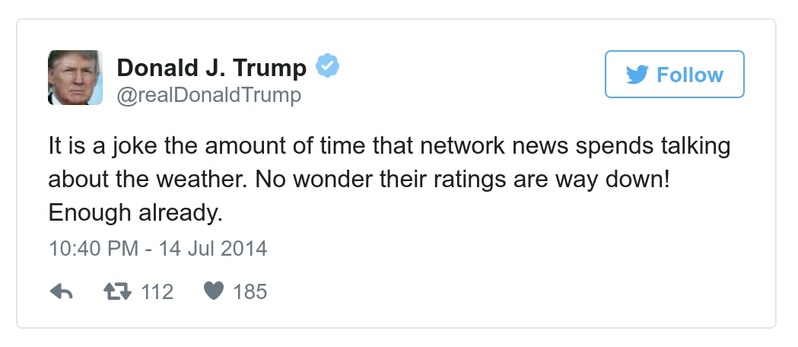 Donald J. Trump
@realDonaldTrump
Follow
It is a joke the amount of time that network news spends talking
about the weather. No wonder their ratings are way down!
Enough already.
10:40 PM - 14 Jul 2014
112 185